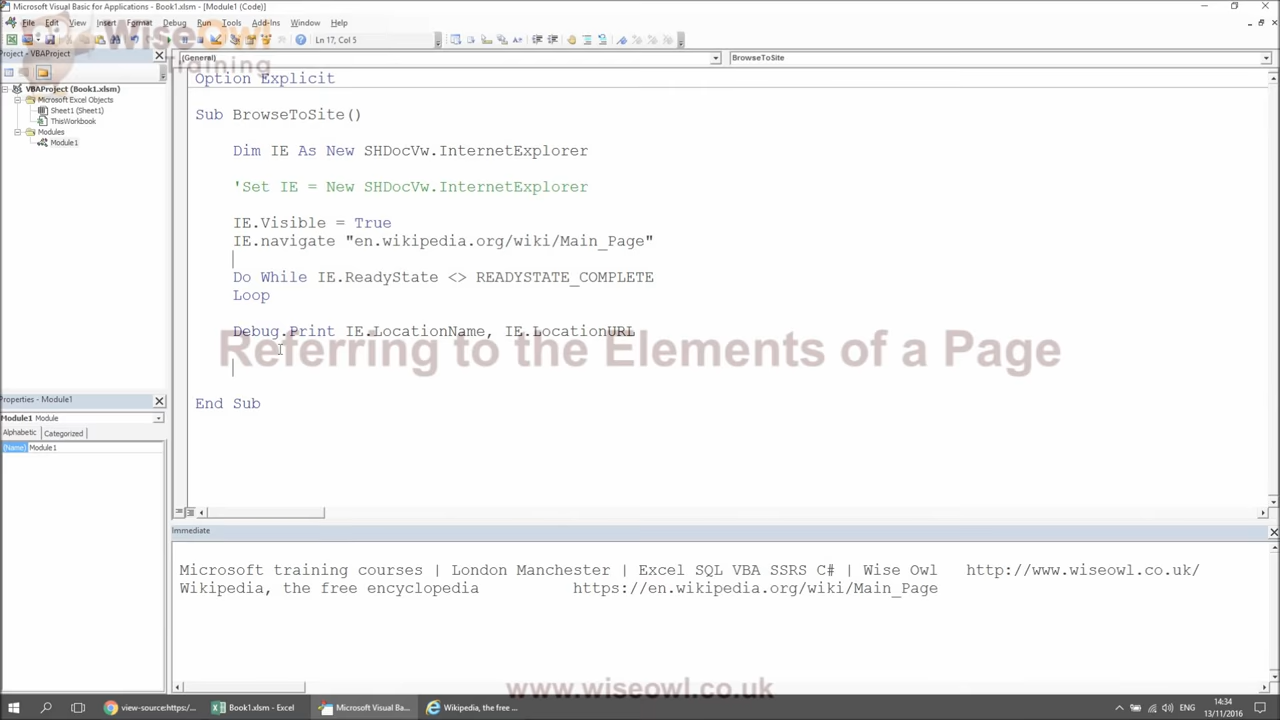 Microsoft Visual Basic for Applications - Book1.xlsm - [Module1 (Code)]
File Edit View Insert Format Debug Run Tools Add-Ins Window Help
WiseOwl
Training
Ln 17, Col 5
Project - VBAProject
(General)
BrowseToSite
VBAProject (Book1.xlsm)
Microsoft Excel Objects
Sheet1 (Sheet1)
ThisWorkbook
Modules
Module1
Option Explicit
Sub BrowseToSite()
Dim IE As New SHDocVw.InternetExplorer
'Set IE = New SHDocVw.InternetExplorer
IE.Visible = True
IE.navigate "en.wikipedia.org/wiki/Main_Page"
Do While IE.ReadyState <> READYSTATE_COMPLETE
Loop
Debug.Print IE.LocationName, IE.LocationURL
Referring to the Elements of a Page
End Sub
Properties - Module1
Module1 Module
Alphabetic Categorized
(Name) Module1
Immediate
Microsoft training courses | London Manchester | Excel SQL VBA SSRS C# | Wise Owl http://www.wiseowl.co.uk/
Wikipedia, the free encyclopedia https://en.wikipedia.org/wiki/Main_Page
www.wiseowl.co.uk
view-source:https:/... Book1.xlsm - Excel Microsoft Visual Ba... Wikipedia, the free ...
ENG
14:34
13/11/2016